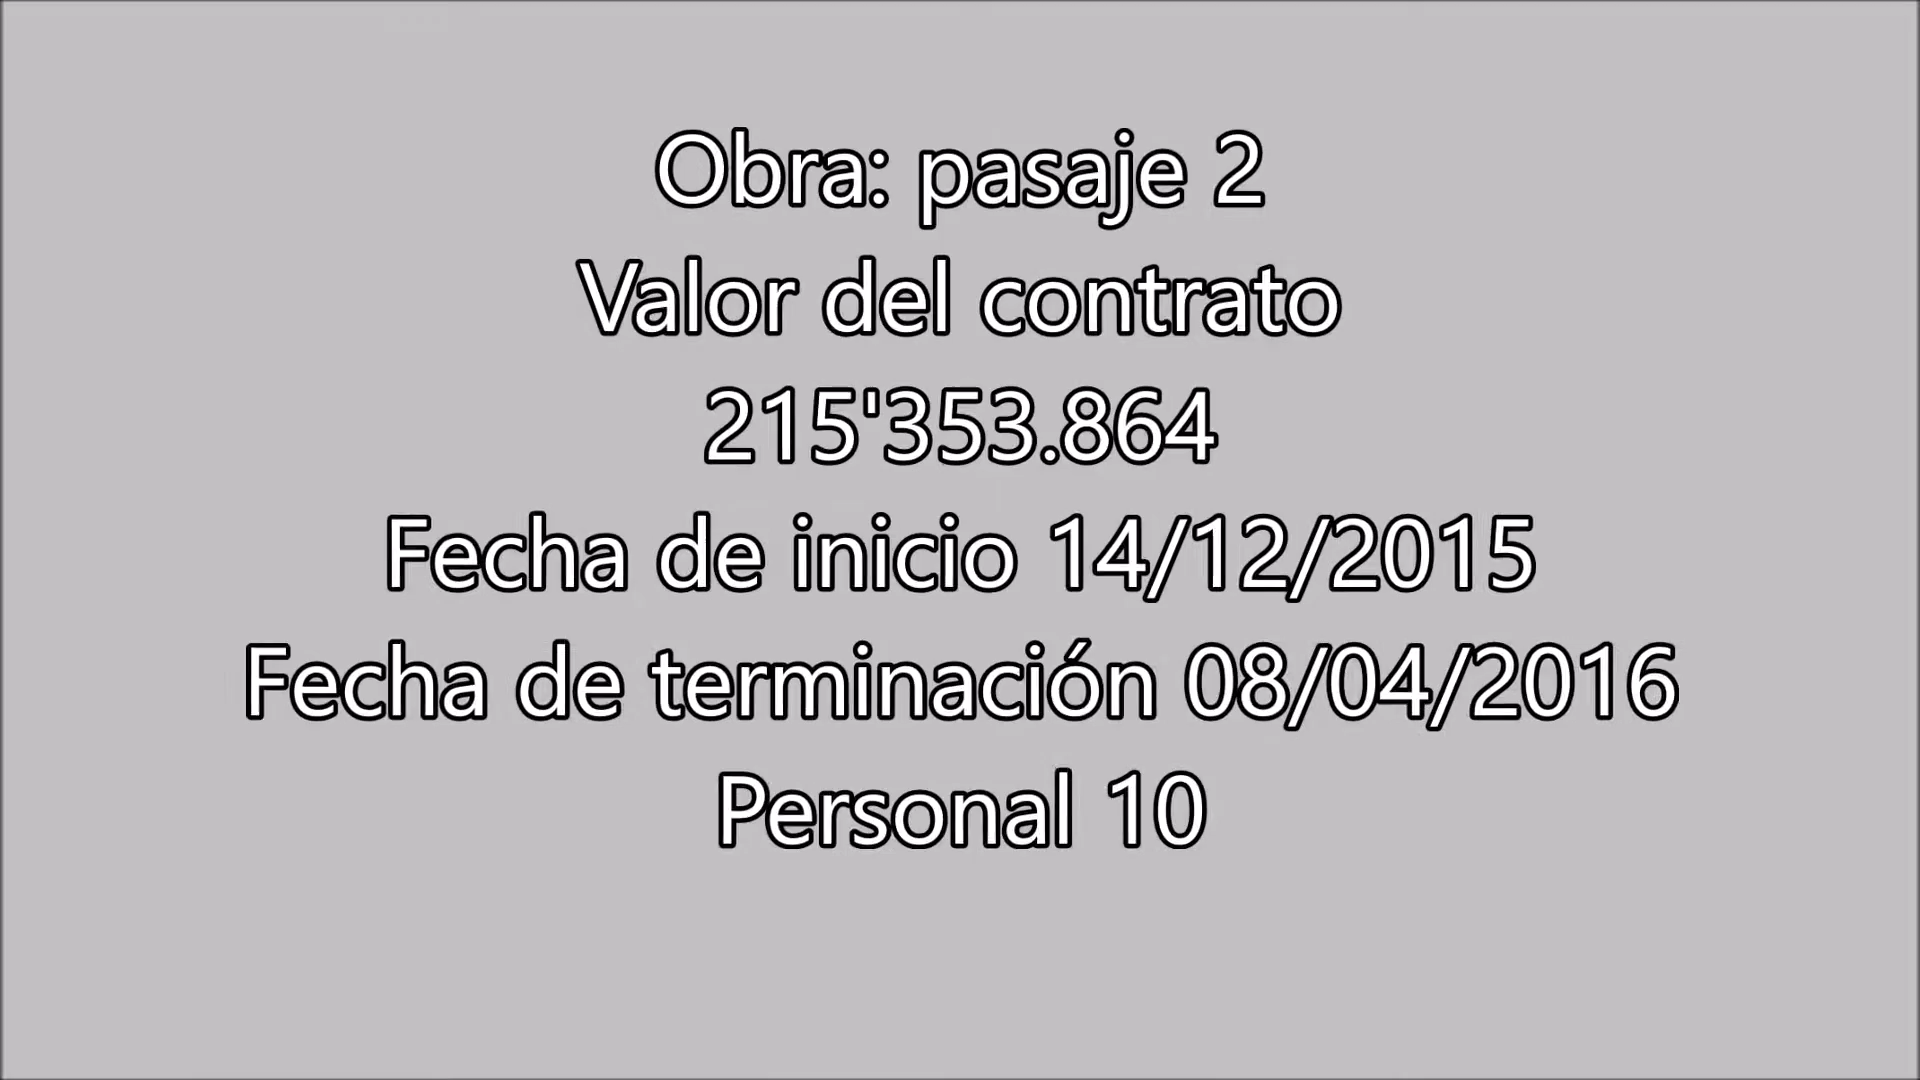 Obra: pasaje 2
Valor del contrato
215'353.864
Fecha de inicio 14/12/2015
Fecha de terminación 08/04/2016
Personal 10